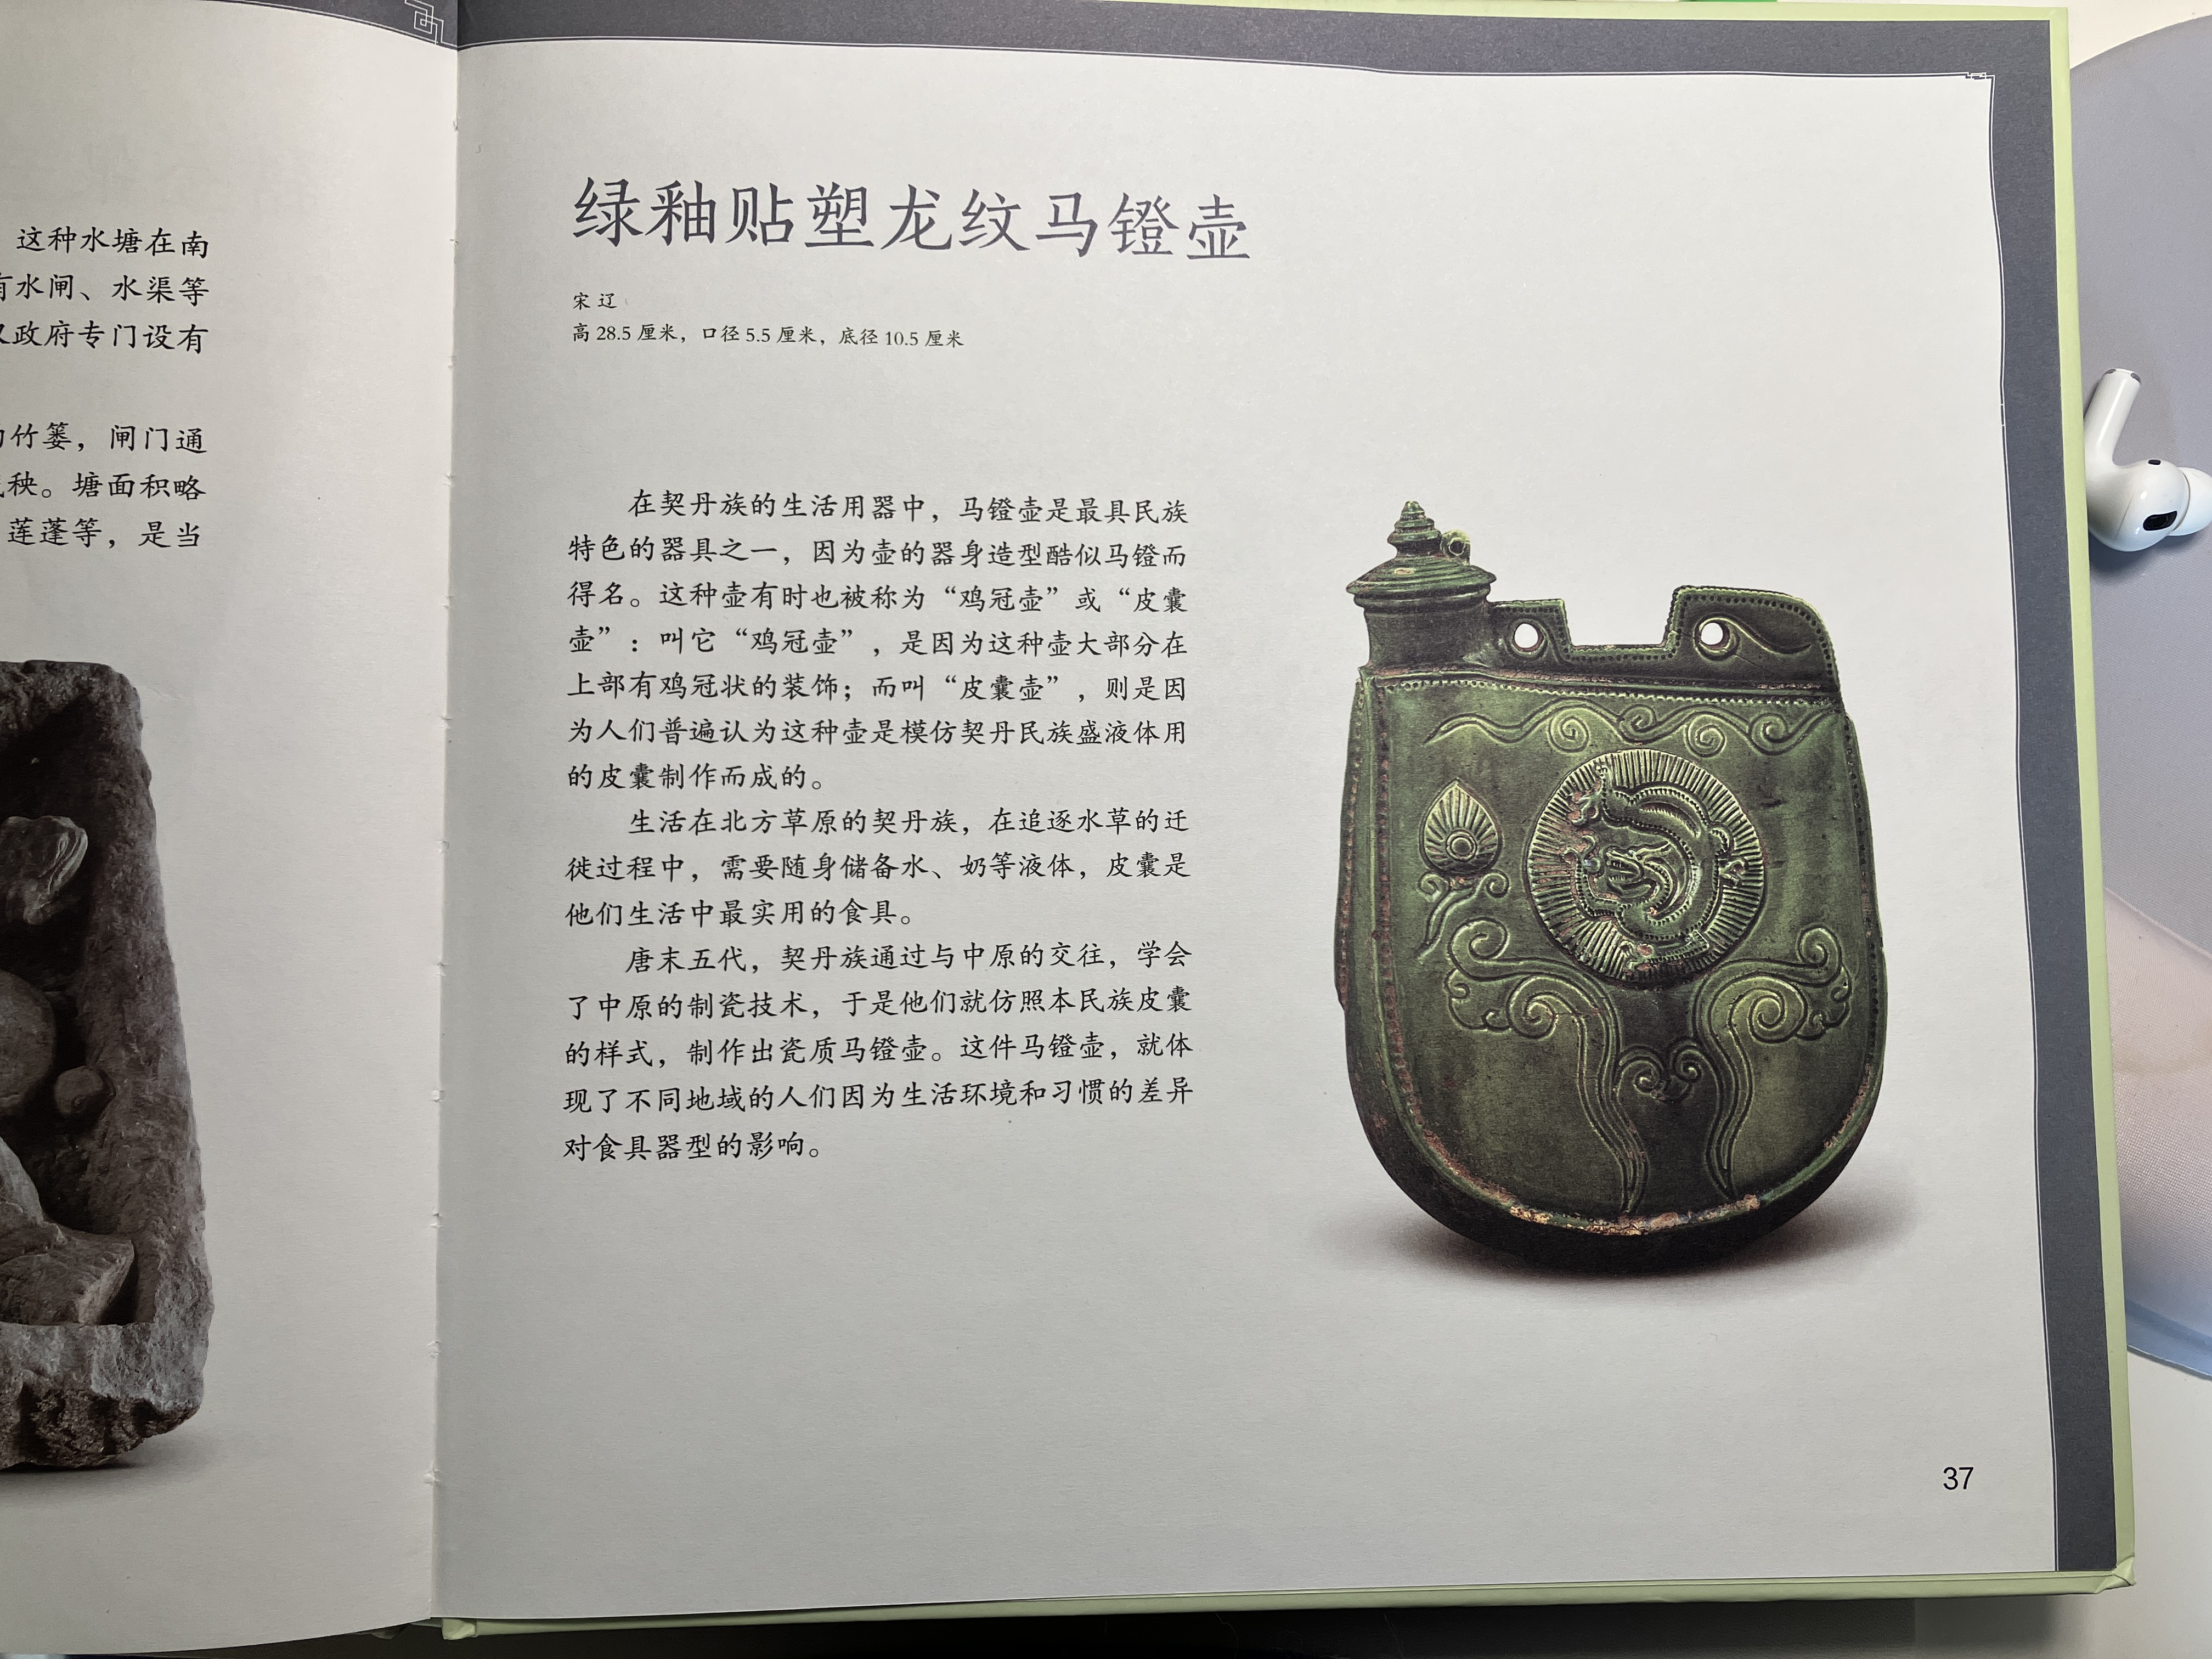 这种水塘在南
水闸、水渠等
政府专门设有
竹篓，闸门通
秧。塘面积略
莲蓬等，是当
绿釉贴塑龙纹马镫壶
宋 辽
高 28.5 厘米，口径 5.5 厘米，底径 10.5 厘米
在契丹族的生活用器中，马镫壶是最具民族
特色的器具之一，因为壶的器身造型酷似马镫而
得名。这种壶有时也被称为“鸡冠壶”或“皮囊
壶”：叫它“鸡冠壶”，是因为这种壶大部分在
上部有鸡冠状的装饰；而叫“皮囊壶”，则是因
为人们普遍认为这种壶是模仿契丹民族盛液体用
的皮囊制作而成的。
生活在北方草原的契丹族，在追逐水草的迁
徙过程中，需要随身储备水、奶等液体，皮囊是
他们生活中最实用的食具。
唐末五代，契丹族通过与中原的交往，学会
了中原的制瓷技术，于是他们就仿照本民族皮囊
的样式，制作出瓷质马镫壶。这件马镫壶，就体
现了不同地域的人们因为生活环境和习惯的差异
对食具器型的影响。
37